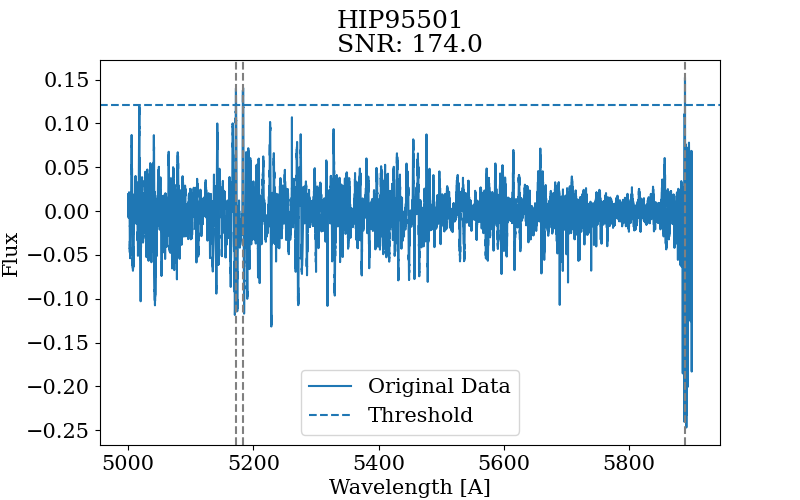 HIP95501
SNR: 174.0
0.15
0.10
0.05
0.00
−0.05
−0.10
−0.15
−0.20
−0.25
Flux
Original Data
Threshold
5000 5200 5400 5600 5800
Wavelength [A]